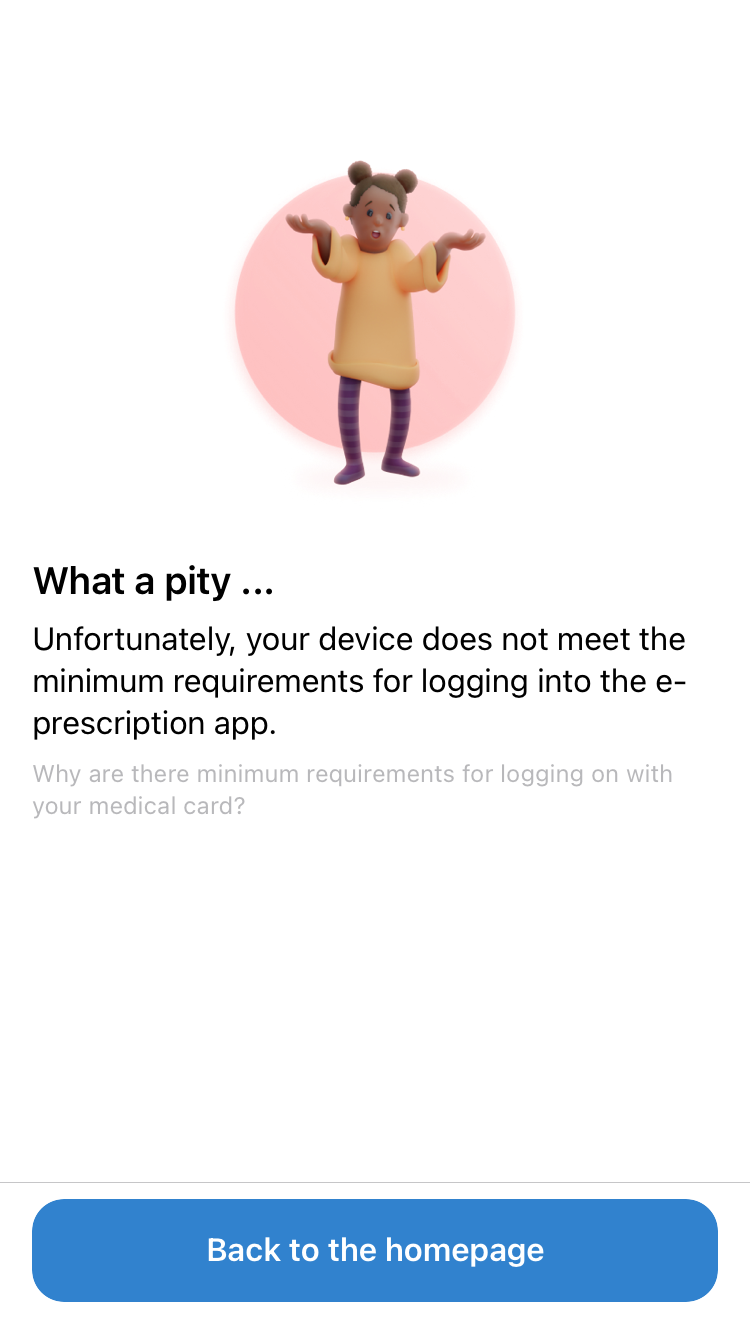 What a pity ...
Unfortunately, your device does not meet the
minimum requirements for logging into the e-
prescription app.
Why are there minimum requirements for logging on with
your medical card?
Back to the homepage